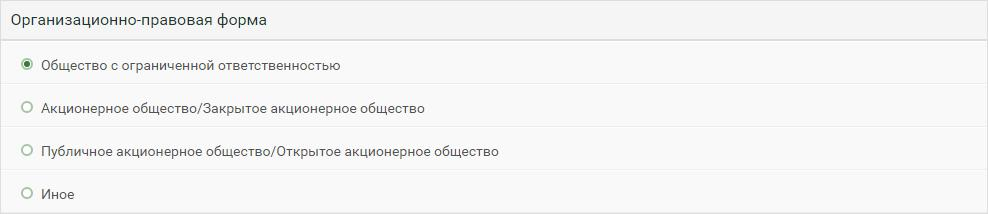 Организационно-правовая форма
Общество с ограниченной ответственностью
Акционерное общество/Закрытое акционерное общество
Публичное акционерное общество/Открытое акционерное общество
Иное